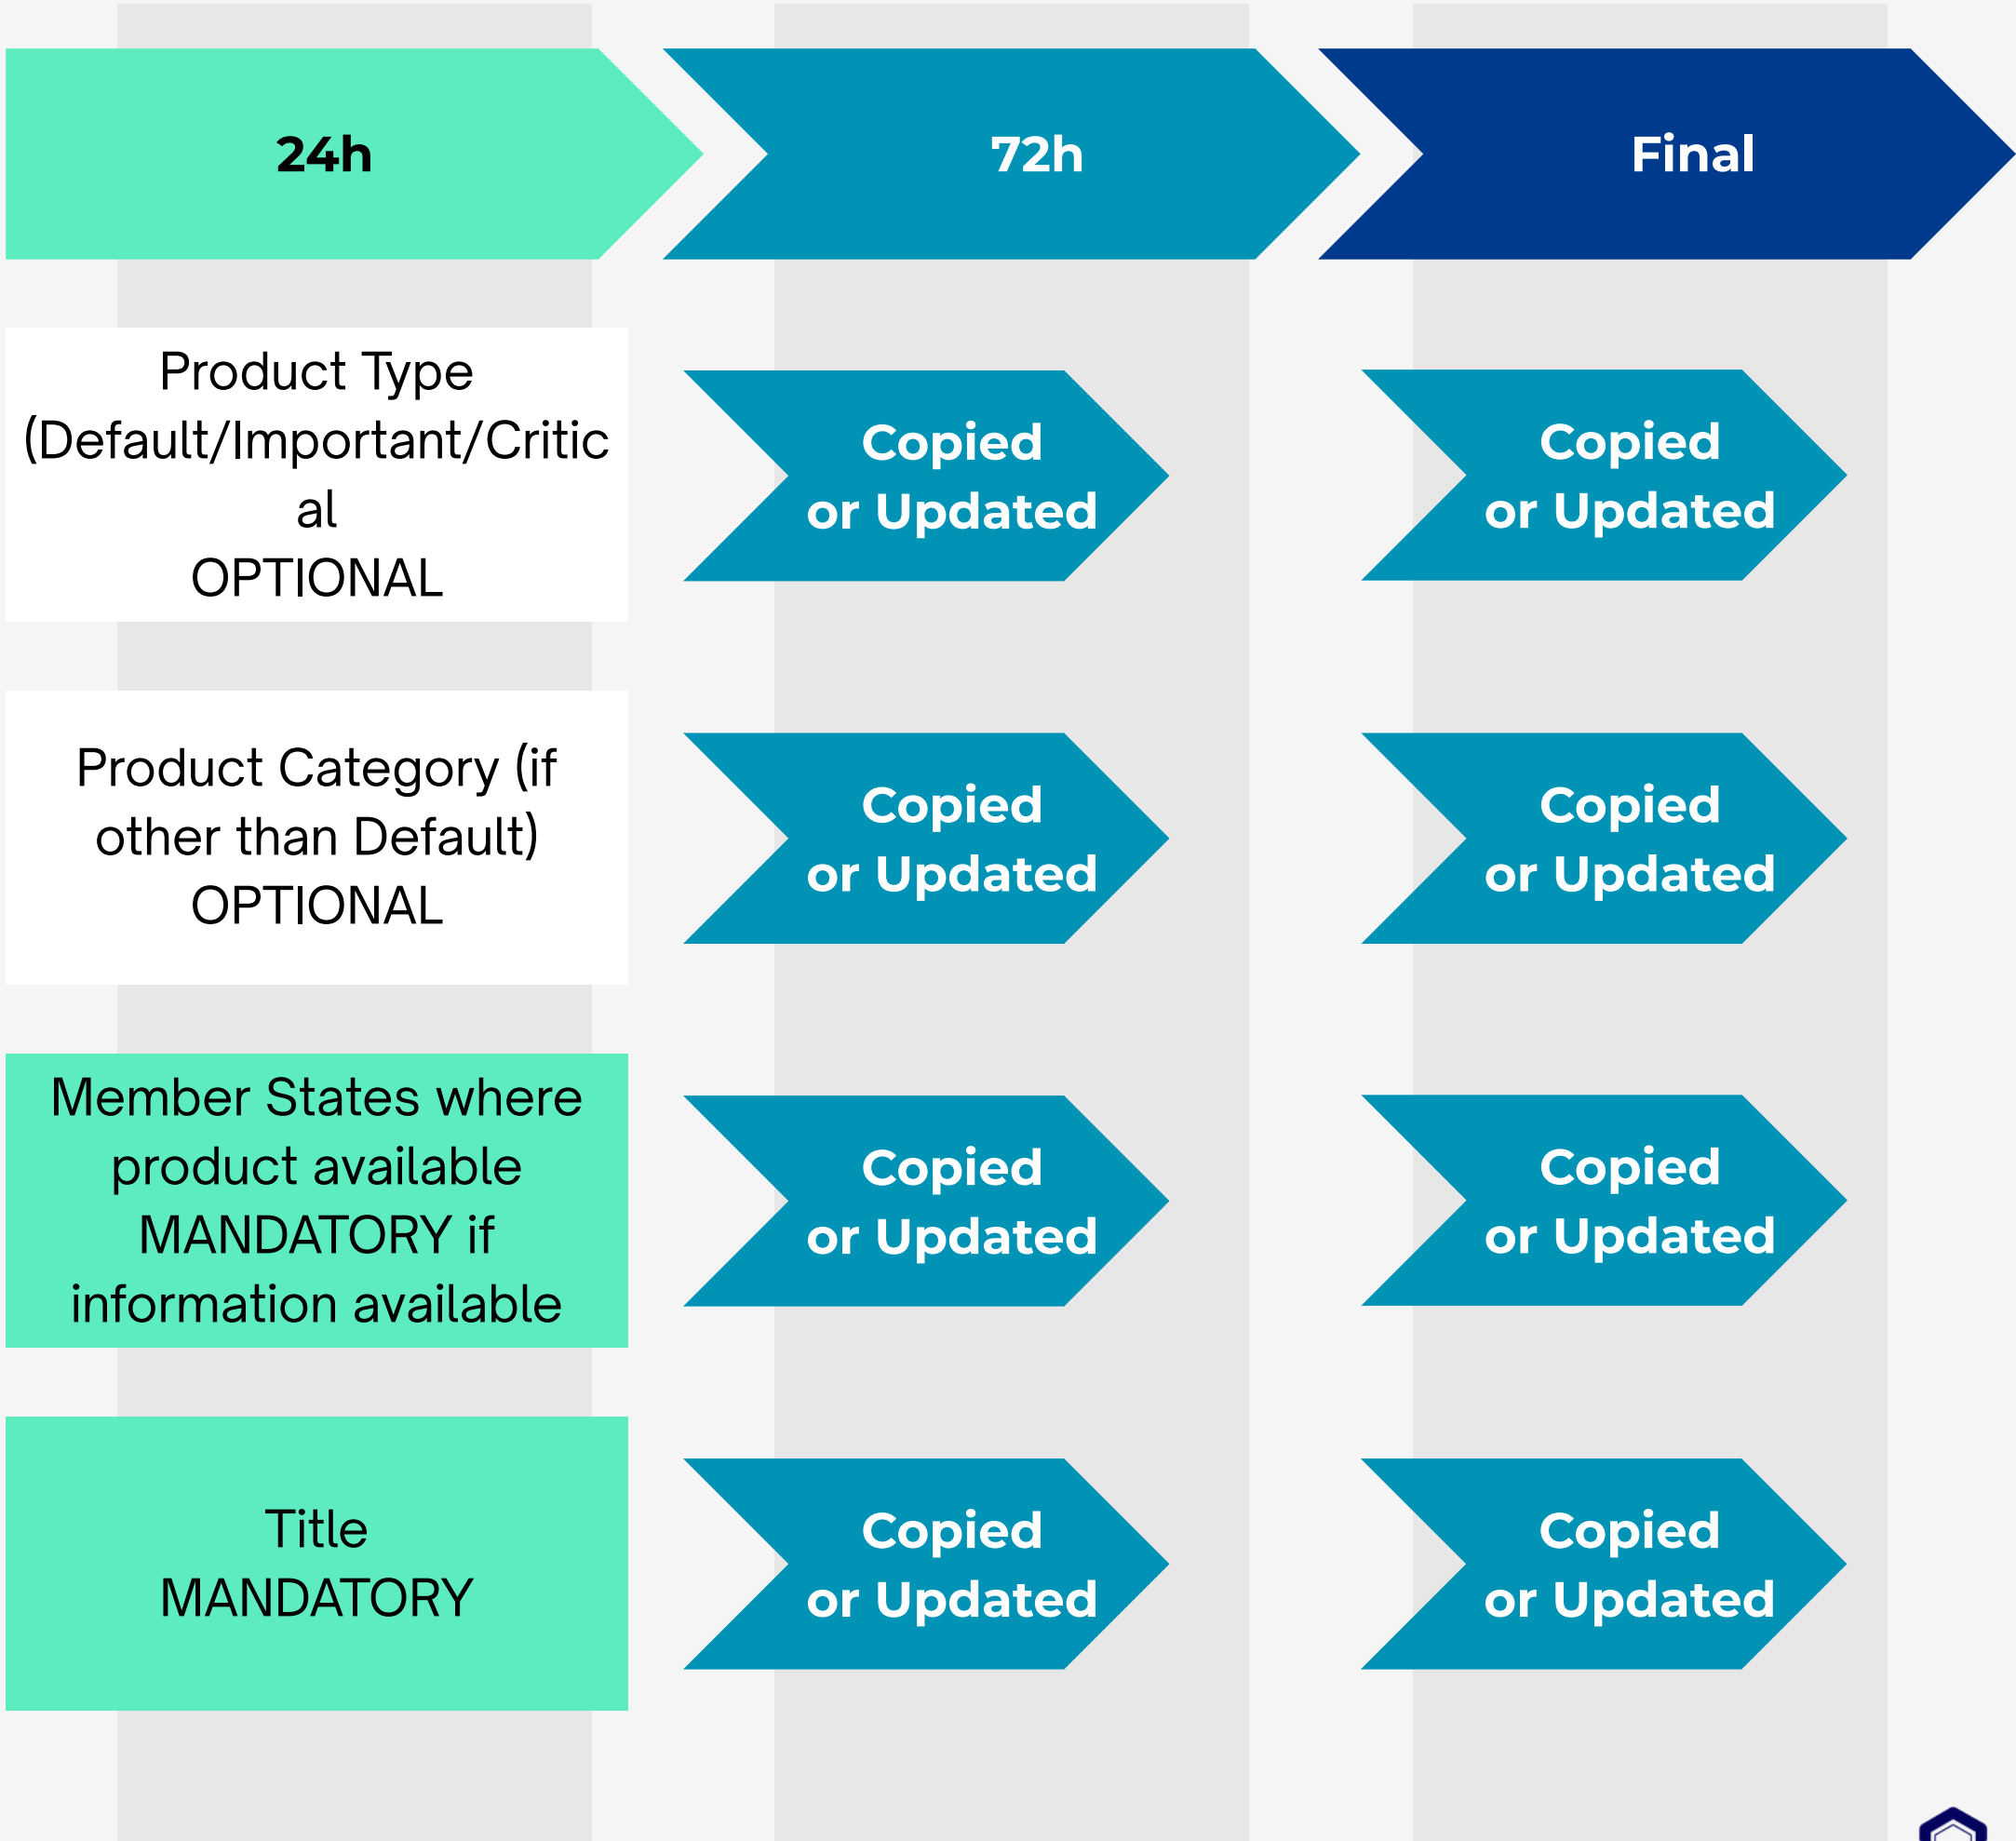 24h
72h
Final
Product Type
(Default/Important/Critic
al
OPTIONAL
Copied
or Updated
Copied
or Updated
Product Category (if
other than Default)
OPTIONAL
Copied
or Updated
Copied
or Updated
Member States where
product available
MANDATORY if
information available
Copied
or Updated
Copied
or Updated
Title
MANDATORY
Copied
or Updated
Copied
or Updated